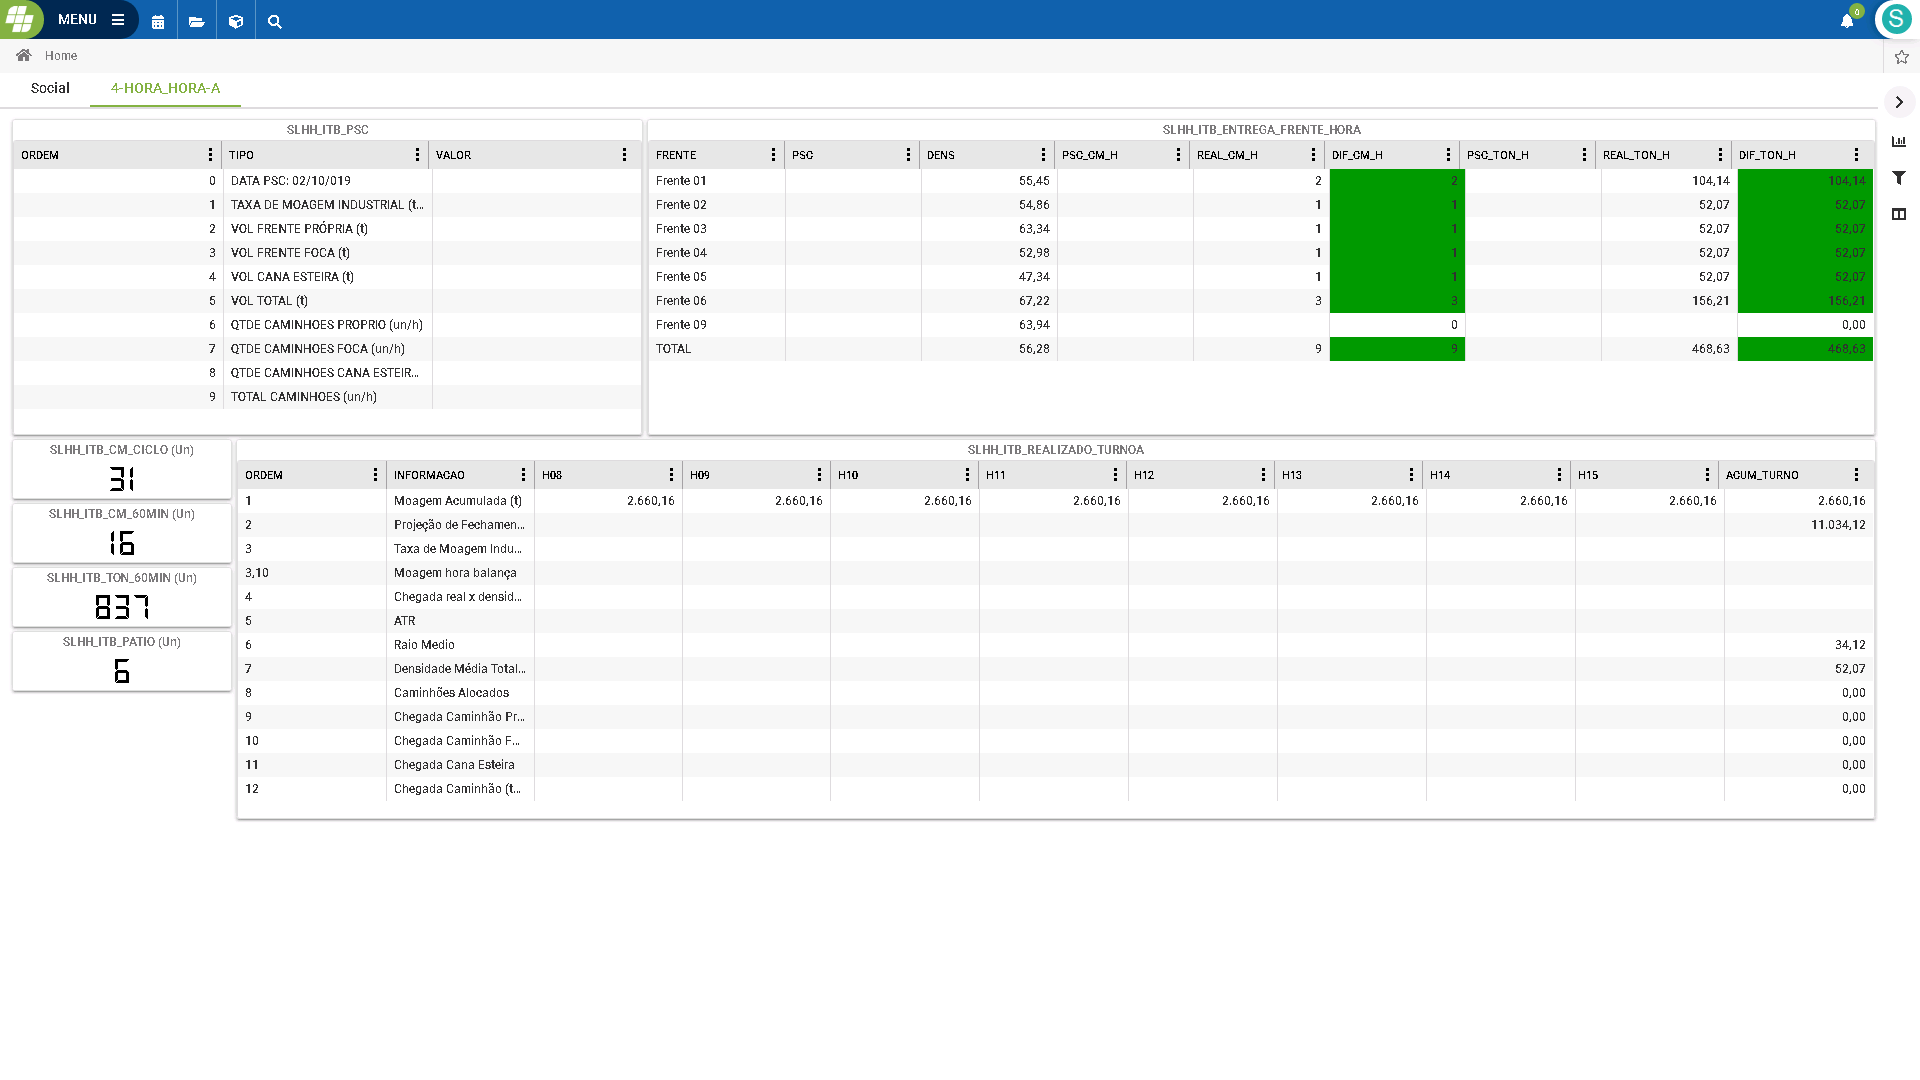 MENU
0
S
Home
Social
4-HORA_HORA-A
SLHH_ITB_PSC
ORDEM TIPO VALOR
0 DATA PSC: 02/10/019
1 TAXA DE MOAGEM INDUSTRIAL (t...
2 VOL FRENTE PRÓPRIA (t)
3 VOL FRENTE FOCA (t)
4 VOL CANA ESTEIRA (t)
5 VOL TOTAL (t)
6 QTDE CAMINHOES PROPRIO (un/h)
7 QTDE CAMINHOES FOCA (un/h)
8 QTDE CAMINHOES CANA ESTEIR...
9 TOTAL CAMINHOES (un/h)
SLHH_ITB_ENTREGA_FRENTE_HORA
FRENTE PSC DENS PSC_CM_H REAL_CM_H DIF_CM_H PSC_TON_H REAL_TON_H DIF_TON_H
Frente 01 55,45 2 2 104,14 104,14
Frente 02 54,86 1 1 52,07 52,07
Frente 03 63,34 1 1 52,07 52,07
Frente 04 52,98 1 1 52,07 52,07
Frente 05 47,34 1 1 52,07 52,07
Frente 06 67,22 3 3 156,21 156,21
Frente 09 63,94 0 0,00
TOTAL 56,28 9 9 468,63 468,63
SLHH_ITB_CM_CICLO (Un)
31
SLHH_ITB_CM_60MIN (Un)
16
SLHH_ITB_TON_60MIN (Un)
837
SLHH_ITB_PATIO (Un)
6
SLHH_ITB_REALIZADO_TURNOA
ORDEM INFORMACAO H08 H09 H10 H11 H12 H13 H14 H15 ACUM_TURNO
1 Moagem Acumulada (t) 2.660,16 2.660,16 2.660,16 2.660,16 2.660,16 2.660,16 2.660,16 2.660,16 2.660,16
2 Projeção de Fechamen... 11.034,12
3 Taxa de Moagem Indu...
3,10 Moagem hora balança
4 Chegada real x densid...
5 ATR
6 Raio Medio 34,12
7 Densidade Média Total... 52,07
8 Caminhões Alocados 0,00
9 Chegada Caminhão Pr... 0,00
10 Chegada Caminhão F... 0,00
11 Chegada Cana Esteira 0,00
12 Chegada Caminhão (t... 0,00